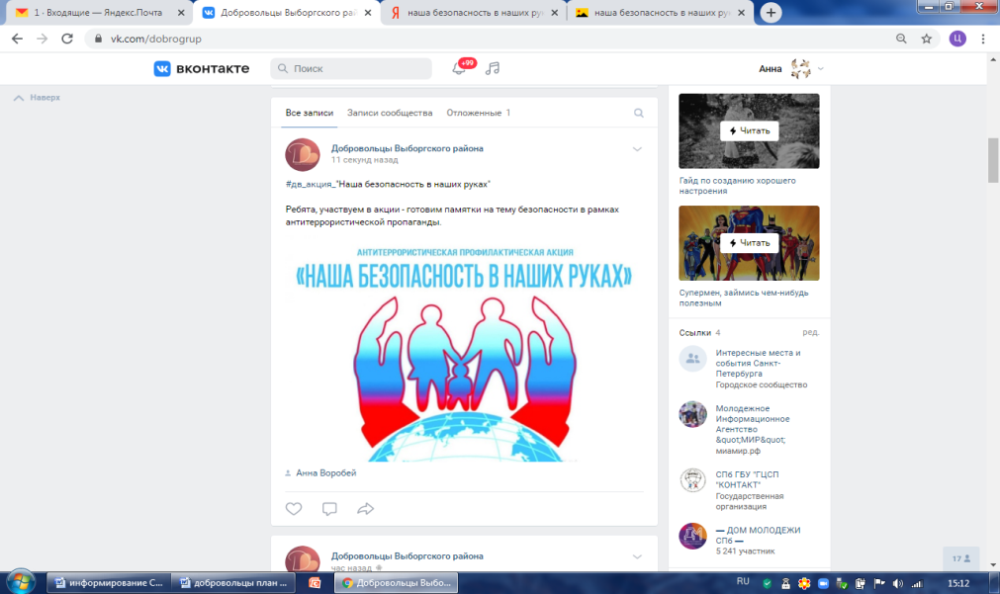 1 · Входящие — Яндекс.Почта
Добровольцы Выборгского рай
наша безопасность в наших рук
наша безопасность в наших рук
vk.com/dobrogrup
Ц
вконтакте
Поиск
+99
Анна
Наверх
Все записи
Записи сообщества
Отложенные 1
Добровольцы Выборгского района
11 секунд назад
#дв_акция_"Наша безопасность в наших руках"
Ребята, участвуем в акции - готовим памятки на тему безопасности в рамках
антитеррористической пропаганды.
АНТИТЕРРОРИСТИЧЕСКАЯ ПРОФИЛАКТИЧЕСКАЯ АКЦИЯ
«НАША БЕЗОПАСНОСТЬ В НАШИХ РУКАХ»
Анна Воробей
Добровольцы Выборгского района
час назад
Читать
Гайд по созданию хорошего
настроения
Читать
Супермен, займись чем-нибудь
полезным
Ссылки 4
ред.
Интересные места и
события Санкт-
Петербурга
Городское сообщество
Молодежное
Информационное
Агентство
&quot;МИР&quot;
миамир.рф
СПб ГБУ "ГЦСП
"КОНТАКТ"
Государственная
организация
— ДОМ МОЛОДЕЖИ
СПб —
5 241 участник
17
информирование С...
добровольцы план ...
Добровольцы Выбо...
RU
15:12